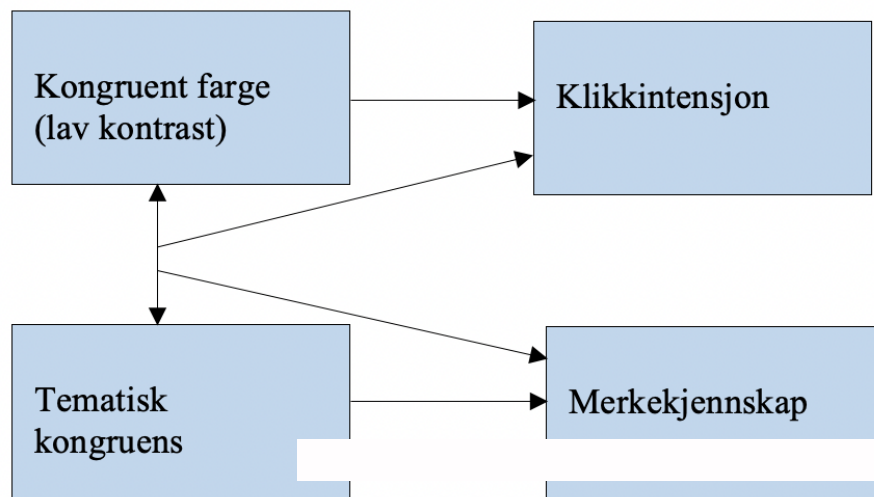 Kongruent farge
(lav kontrast)
Klikkintensjon
Tematisk
kongruens
Merkekjennskap